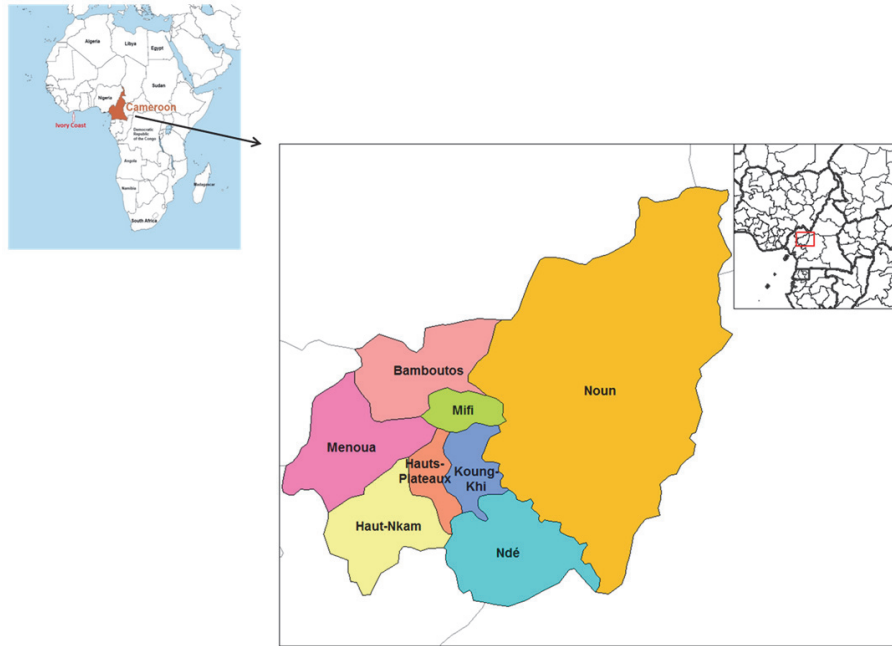 Algeria
Libya
Egypt
Sudan
Nigeria
Cameroon
Ivory Coast
Democratic
Republic
of the Congo
Angola
Namibia
Madagascar
South Africa
Bamboutos
Noun
Mifi
Menoua
Hauts-
Plateaux
Koung-
Khi
Haut-Nkam
Ndé